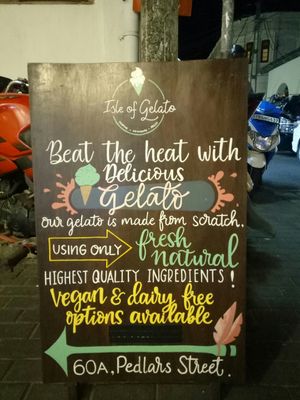 Isle of Gelato
Beat the heat with
Delicious
Gelato
our gelato is made from scratch.
USING ONLY
fresh
natural
HIGHEST QUALITY INGREDIENTS!
Vegan & dairy free
options available
60A, Pedlars Street.